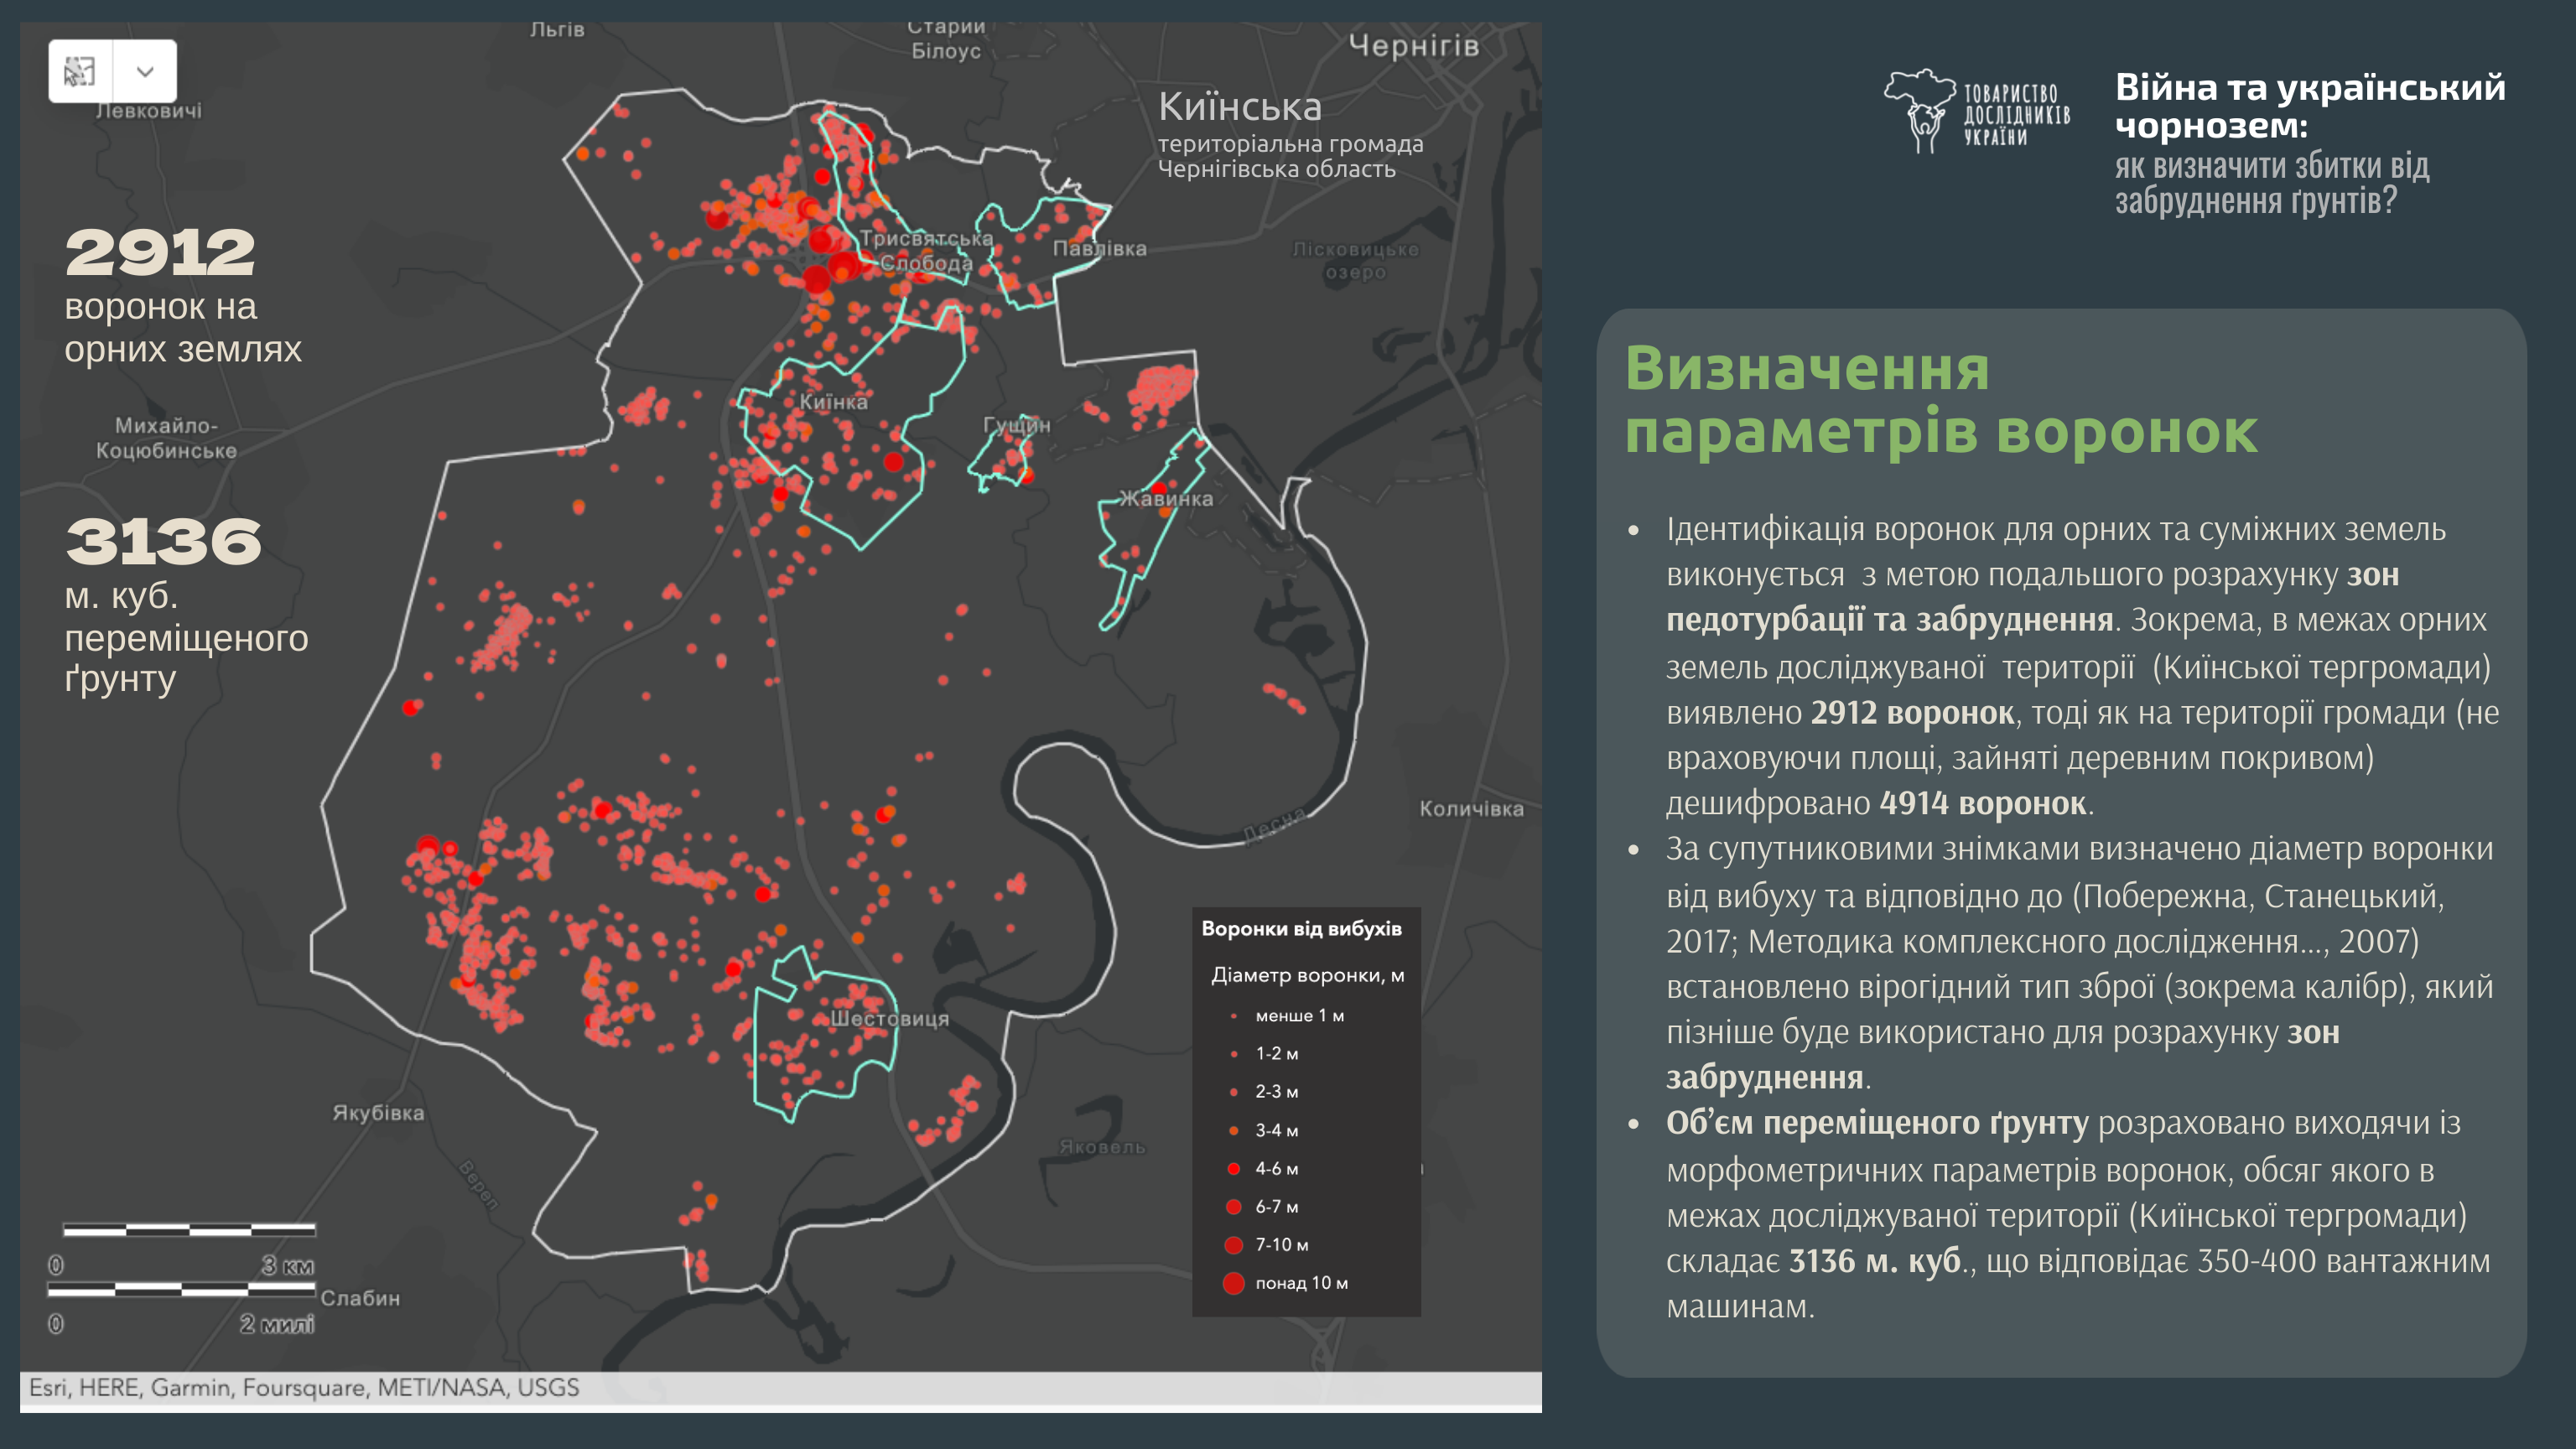 Льгів
Старий
Білоус
Чернігів
Левковичі
Киїнська
територіальна громада
Чернігівська область
2912
воронок на
орних землях
Трисвятська
Слобода
Павлівка
Лісковицьке
озеро
Киїнка
Гущин
Михайло-
Коцюбинське
Жавинка
3136
м. куб.
переміщеного
ґрунту
Количівка
Десна
Шестовиця
Якубівка
Яковель
Вереп
Слабин
Воронки від вибухів
Діаметр воронки, м
менше 1 м
1-2 м
2-3 м
3-4 м
4-6 м
6-7 м
7-10 м
понад 10 м
0 3 км
0 2 милі
Esri, HERE, Garmin, Foursquare, METI/NASA, USGS
ТОВАРИСТВО
ДОСЛІДНИКІВ
УКРАЇНИ
Війна та український
чорнозем:
як визначити збитки від
забруднення ґрунтів?
Визначення
параметрів воронок
• Ідентифікація воронок для орних та суміжних земель
виконується з метою подальшого розрахунку зон
педотурбації та забруднення. Зокрема, в межах орних
земель досліджуваної території (Киїнської тергромади)
виявлено 2912 воронок, тоді як на території громади (не
враховуючи площі, зайняті деревним покривом)
дешифровано 4914 воронок.
• За супутниковими знімками визначено діаметр воронки
від вибуху та відповідно до (Побережна, Станецький,
2017; Методика комплексного дослідження..., 2007)
встановлено вірогідний тип зброї (зокрема калібр), який
пізніше буде використано для розрахунку зон
забруднення.
• Об’єм переміщеного ґрунту розраховано виходячи із
морфометричних параметрів воронок, обсяг якого в
межах досліджуваної території (Киїнської тергромади)
складає 3136 м. куб., що відповідає 350-400 вантажним
машинам.